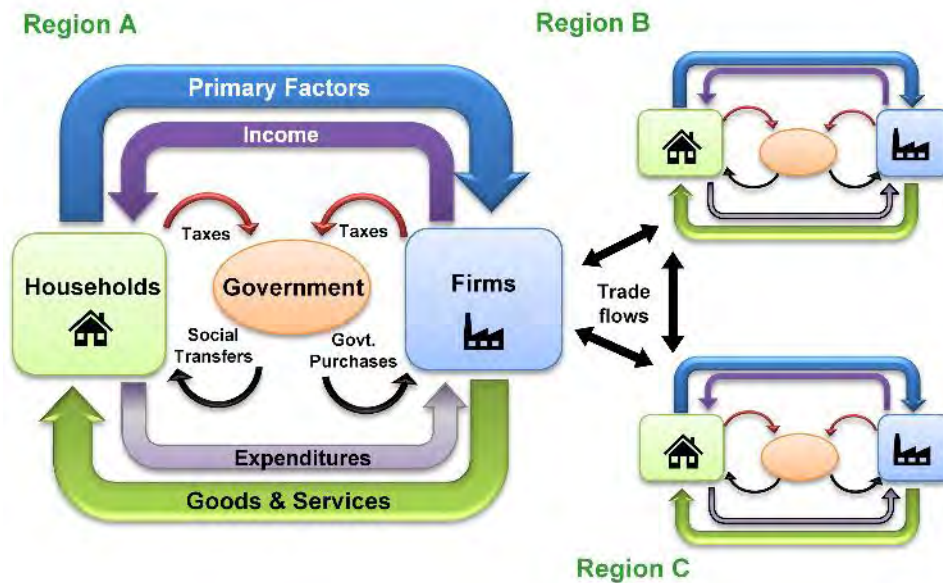 Region A
Region B
Primary Factors
Income
Taxes
Taxes
Households
Government
Firms
Trade
flows
Social
Transfers
Govt.
Purchases
Expenditures
Goods & Services
Region C